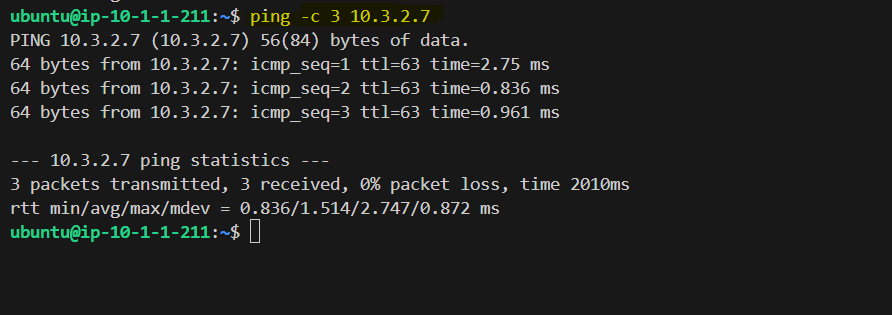 ubuntu@ip-10-1-1-211:~$ ping -c 3 10.3.2.7
PING 10.3.2.7 (10.3.2.7) 56(84) bytes of data.
64 bytes from 10.3.2.7: icmp_seq=1 ttl=63 time=2.75 ms
64 bytes from 10.3.2.7: icmp_seq=2 ttl=63 time=0.836 ms
64 bytes from 10.3.2.7: icmp_seq=3 ttl=63 time=0.961 ms

--- 10.3.2.7 ping statistics ---
3 packets transmitted, 3 received, 0% packet loss, time 2010ms
rtt min/avg/max/mdev = 0.836/1.514/2.747/0.872 ms
ubuntu@ip-10-1-1-211:~$